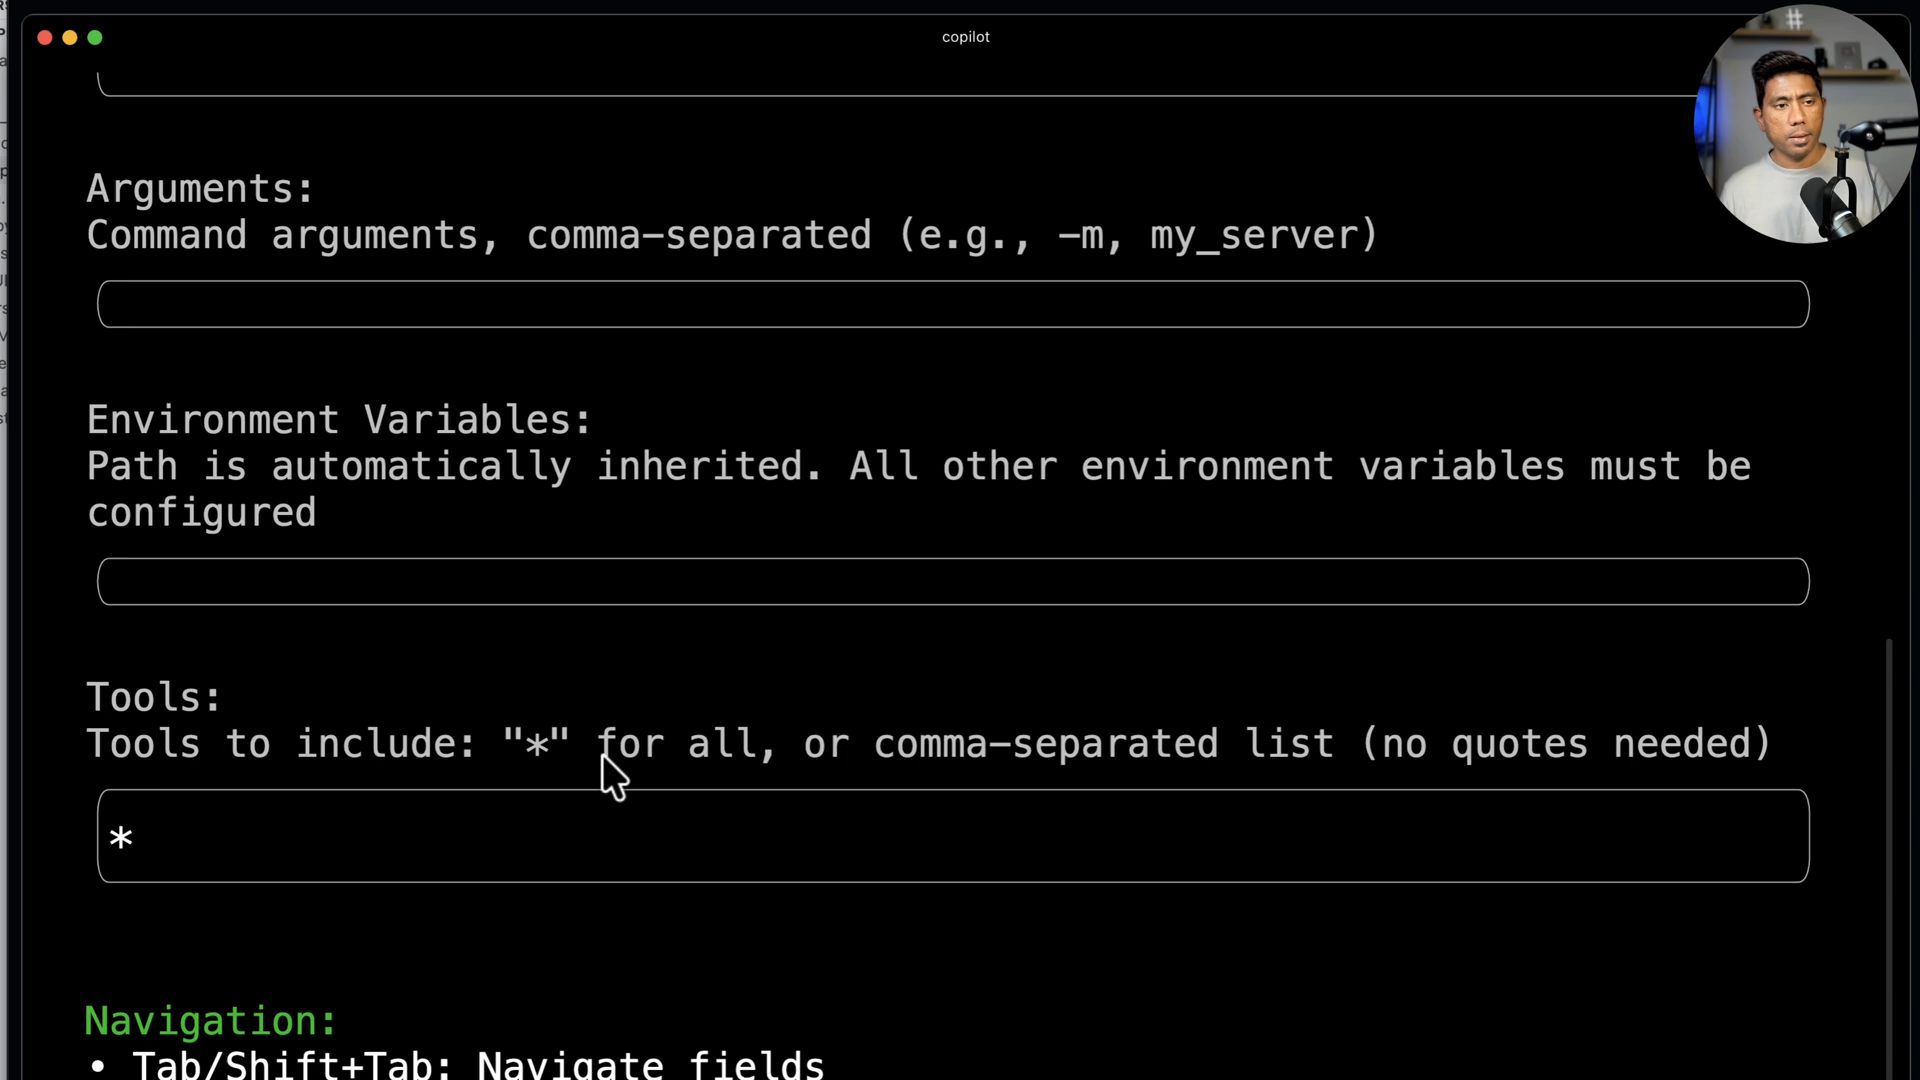 copilot
Arguments:
Command arguments, comma-separated (e.g., -m, my_server)
Environment Variables:
Path is automatically inherited. All other environment variables must be
configured
Tools:
Tools to include: "*" for all, or comma-separated list (no quotes needed)
*
Navigation:
• Tab/Shift+Tab: Navigate fields